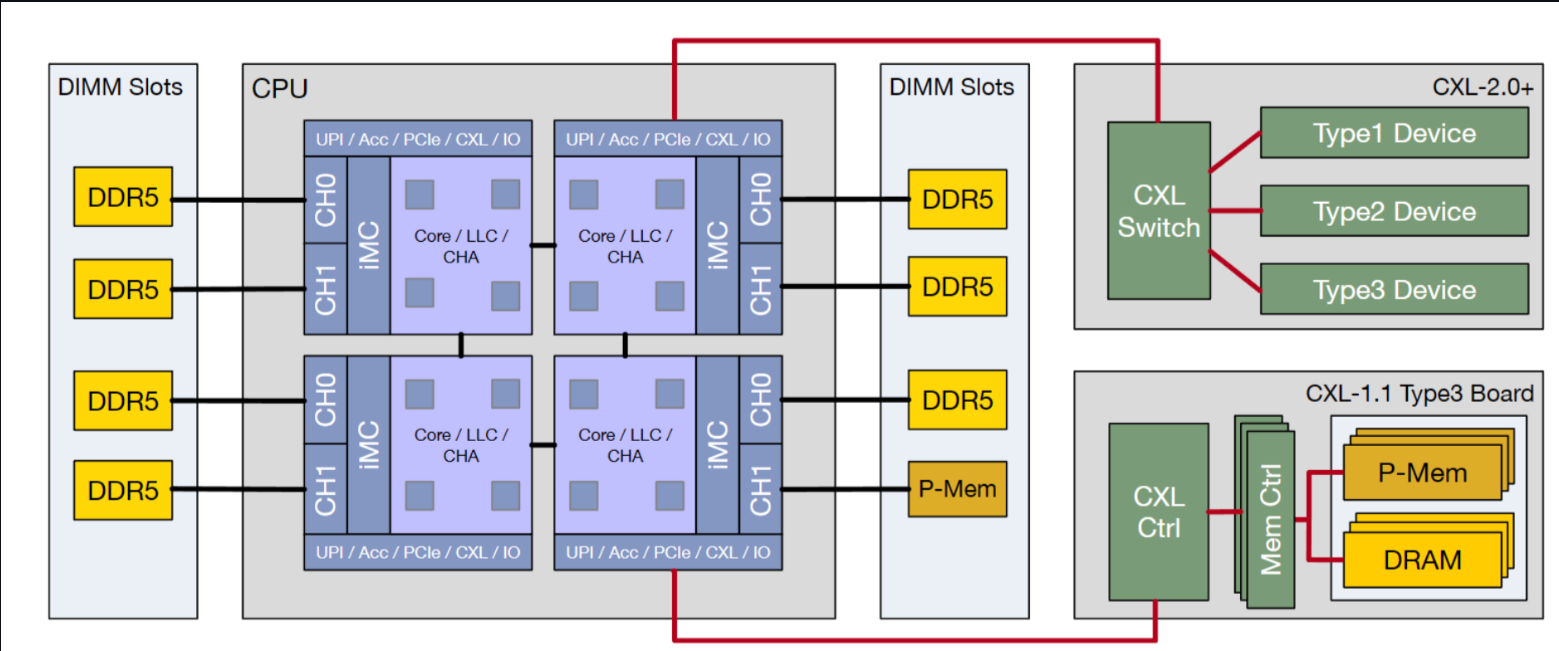 DIMM Slots
DDR5
DDR5
DDR5
DDR5
CPU
UPI / Acc / PCIe / CXL / IO
CH0
CH1
iMC
Core / LLC /
CHA
UPI / Acc / PCIe / CXL / IO
Core / LLC /
CHA
iMC
CH0
CH1
CH0
CH1
iMC
Core / LLC /
CHA
UPI / Acc / PCIe / CXL / IO
Core / LLC /
CHA
iMC
CH0
CH1
UPI / Acc / PCIe / CXL / IO
DIMM Slots
DDR5
DDR5
DDR5
P-Mem
CXL-2.0+
CXL
Switch
Type1 Device
Type2 Device
Type3 Device
CXL-1.1 Type3 Board
CXL
Ctrl
Mem Ctrl
P-Mem
DRAM